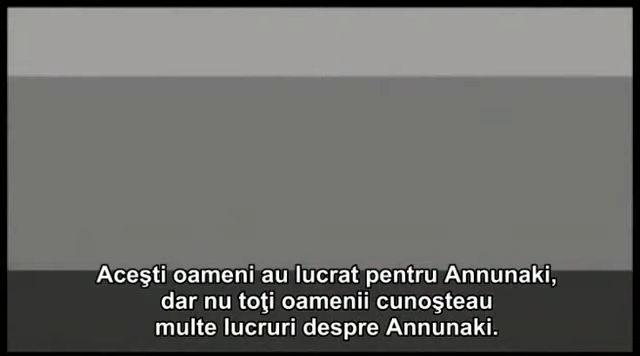 Aceşti oameni au lucrat pentru Annunaki,
dar nu toţi oamenii cunoşteau
multe lucruri despre Annunaki.